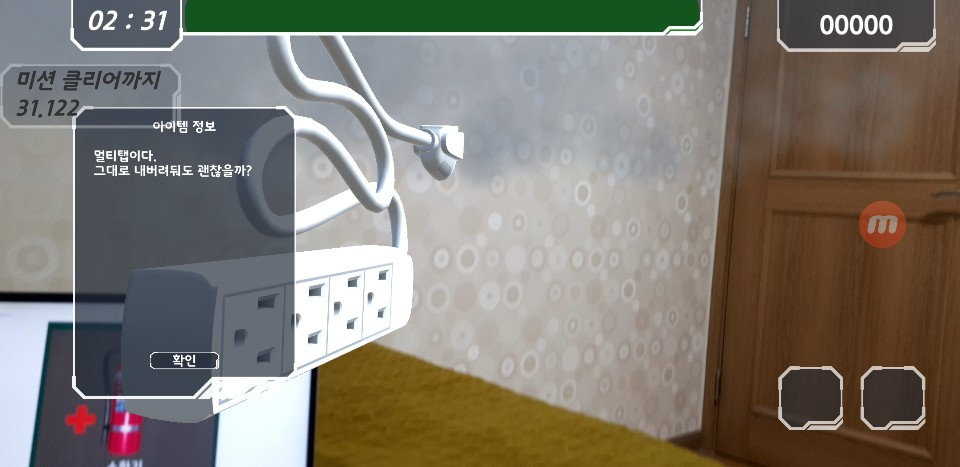 02 : 31
00000
미션 클리어까지
31.122
아이템 정보
멀티탭이다.
그대로 내버려둬도 괜찮을까?
확인